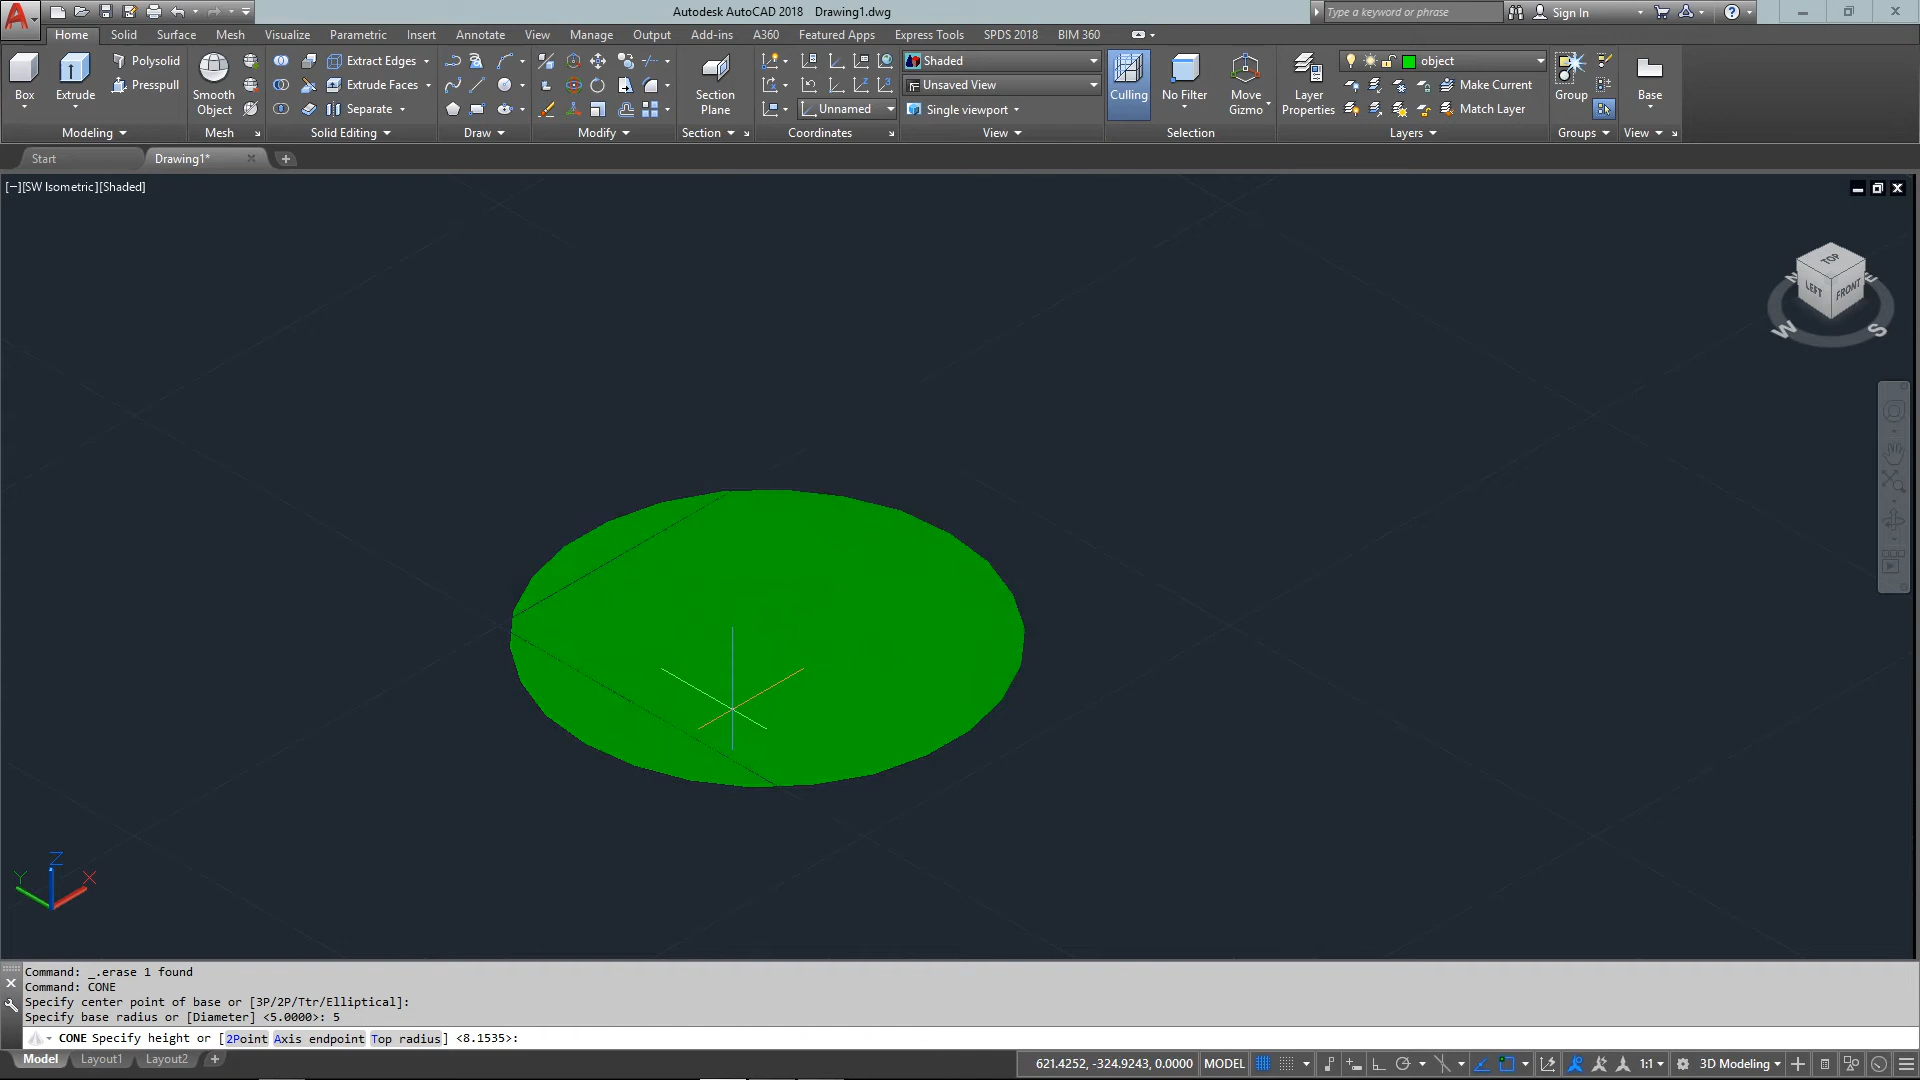 Autodesk AutoCAD 2018 Drawing1.dwg
Type a keyword or phrase
Sign In
Home Solid Surface Mesh Visualize Parametric Insert Annotate View Manage Output Add-ins A360 Featured Apps Express Tools SPDS 2018 BIM 360
Box
Extrude
Polysolid
Presspull
Modeling
Smooth
Object
Mesh
Extract Edges
Extrude Faces
Separate
Solid Editing
Draw
Modify
Section
Plane
Section
Unnamed
Coordinates
Shaded
Unsaved View
Single viewport
View
Culling
No Filter
Move
Gizmo
Selection
Layer
Properties
object
Make Current
Match Layer
Layers
Group
Groups
Base
View
Start
Drawing1*
[−][SW Isometric][Shaded]
TOP
LEFT
FRONT
N
E
W
S
Z
Y
X
Command: _.erase 1 found
Command: CONE
Specify center point of base or [3P/2P/Ttr/Elliptical]:
Specify base radius or [Diameter] <5.0000>: 5
CONE Specify height or [2Point Axis endpoint Top radius] <8.1535>:
Model Layout1 Layout2 +
621.4252, -324.9243, 0.0000 MODEL 1:1 3D Modeling